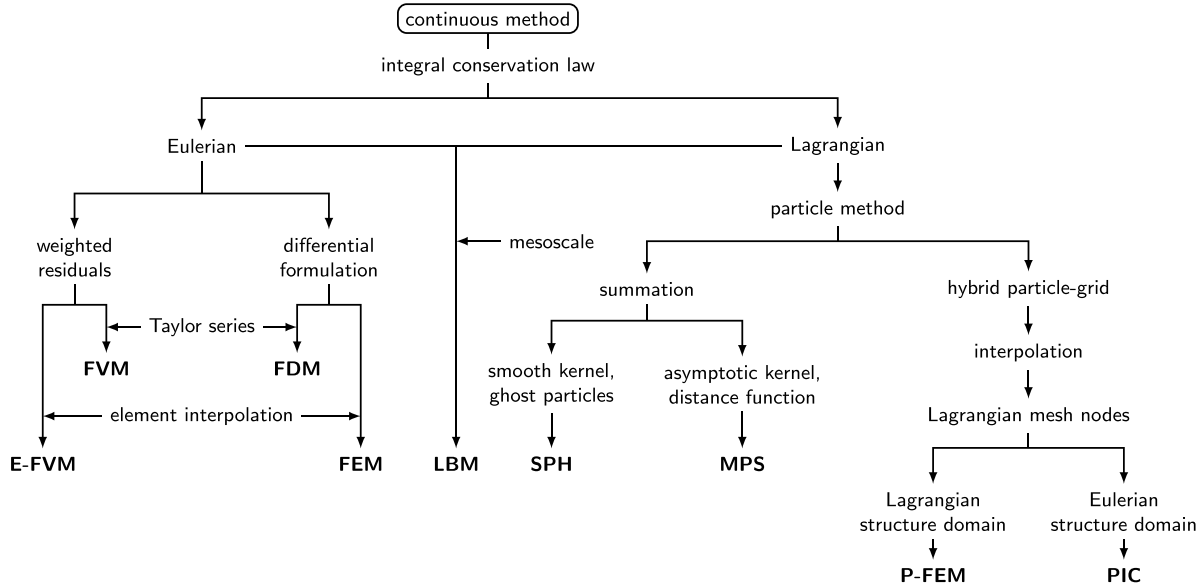 continuous method
integral conservation law
Eulerian
Lagrangian
particle method
weighted
residuals
differential
formulation
mesoscale
summation
hybrid particle-grid
Taylor series
interpolation
FVM
FDM
smooth kernel,
ghost particles
asymptotic kernel,
distance function
element interpolation
Lagrangian mesh nodes
E-FVM
FEM
LBM
SPH
MPS
Lagrangian
structure domain
Eulerian
structure domain
P-FEM
PIC